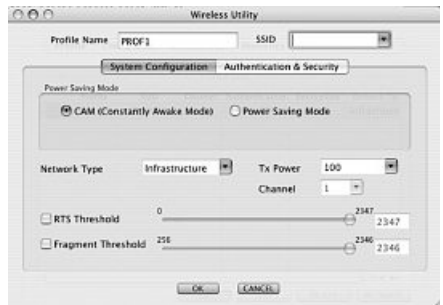 Wireless Utility
Profile Name PROF1 SSID
System Configuration Authentication & Security
Power Saving Mode
CAM (Constantly Awake Mode) Power Saving Mode
Network Type Infrastructure Tx Power 100
Channel 1
RTS Threshold 0 2347 2347
Fragment Threshold 256 2346 2346
OK CANCEL